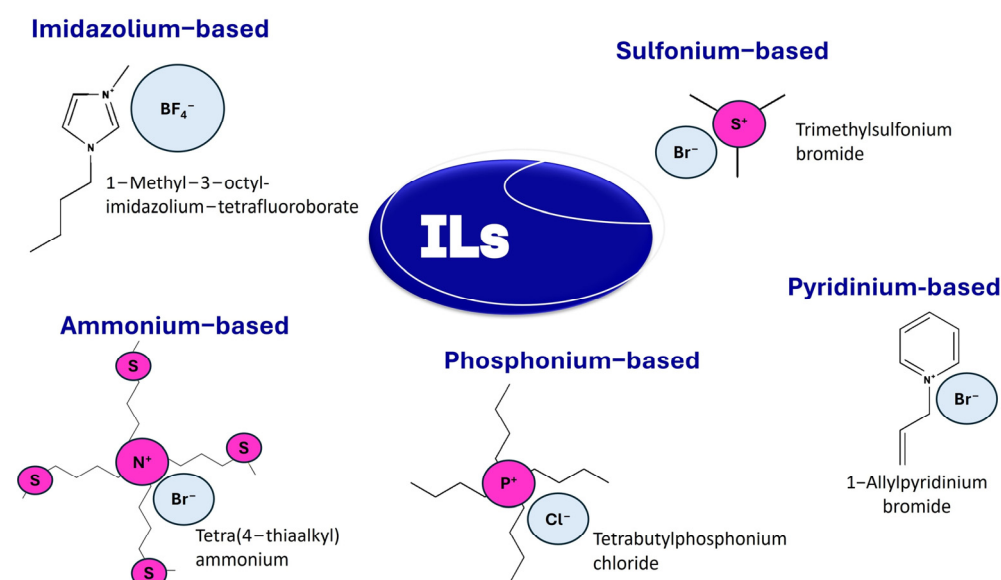 Imidazolium−based
N⁺
BF₄⁻
N
1−Methyl−3−octyl-
imidazolium−tetrafluoroborate
Sulfonium−based
S⁺
Br⁻
Trimethylsulfonium
bromide
ILs
Ammonium−based
S
S
S
N⁺
Br⁻
S
Tetra(4−thiaalkyl)
ammonium
Phosphonium−based
P⁺
Cl⁻
Tetrabutylphosphonium
chloride
Pyridinium-based
N⁺
Br⁻
1−Allylpyridinium
bromide